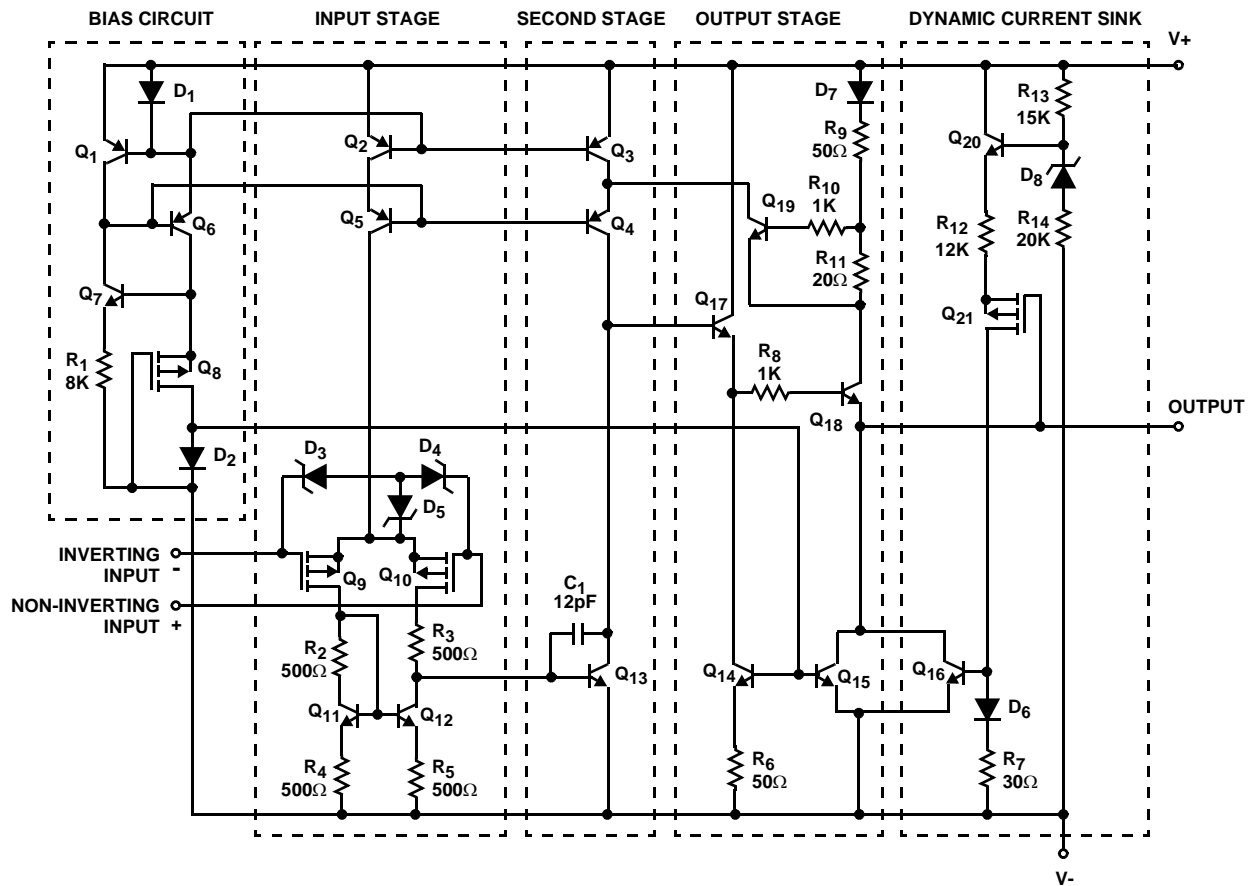 BIAS CIRCUIT
INPUT STAGE
SECOND STAGE
OUTPUT STAGE
DYNAMIC CURRENT SINK
V+
D1
D7
R13
15K
R9
50Ω
Q1
Q2
Q3
Q20
D8
R10
1K
Q19
Q6
Q5
Q4
R12
12K
R14
20K
R11
20Ω
Q7
Q17
Q21
R1
8K
Q8
R8
1K
OUTPUT
Q18
D2
D3
D4
D5
INVERTING
INPUT -
Q9
Q10
C1
12pF
NON-INVERTING
INPUT +
R2
500Ω
R3
500Ω
Q13
Q14
Q15
Q16
Q11
Q12
D6
R4
500Ω
R5
500Ω
R6
50Ω
R7
30Ω
V-